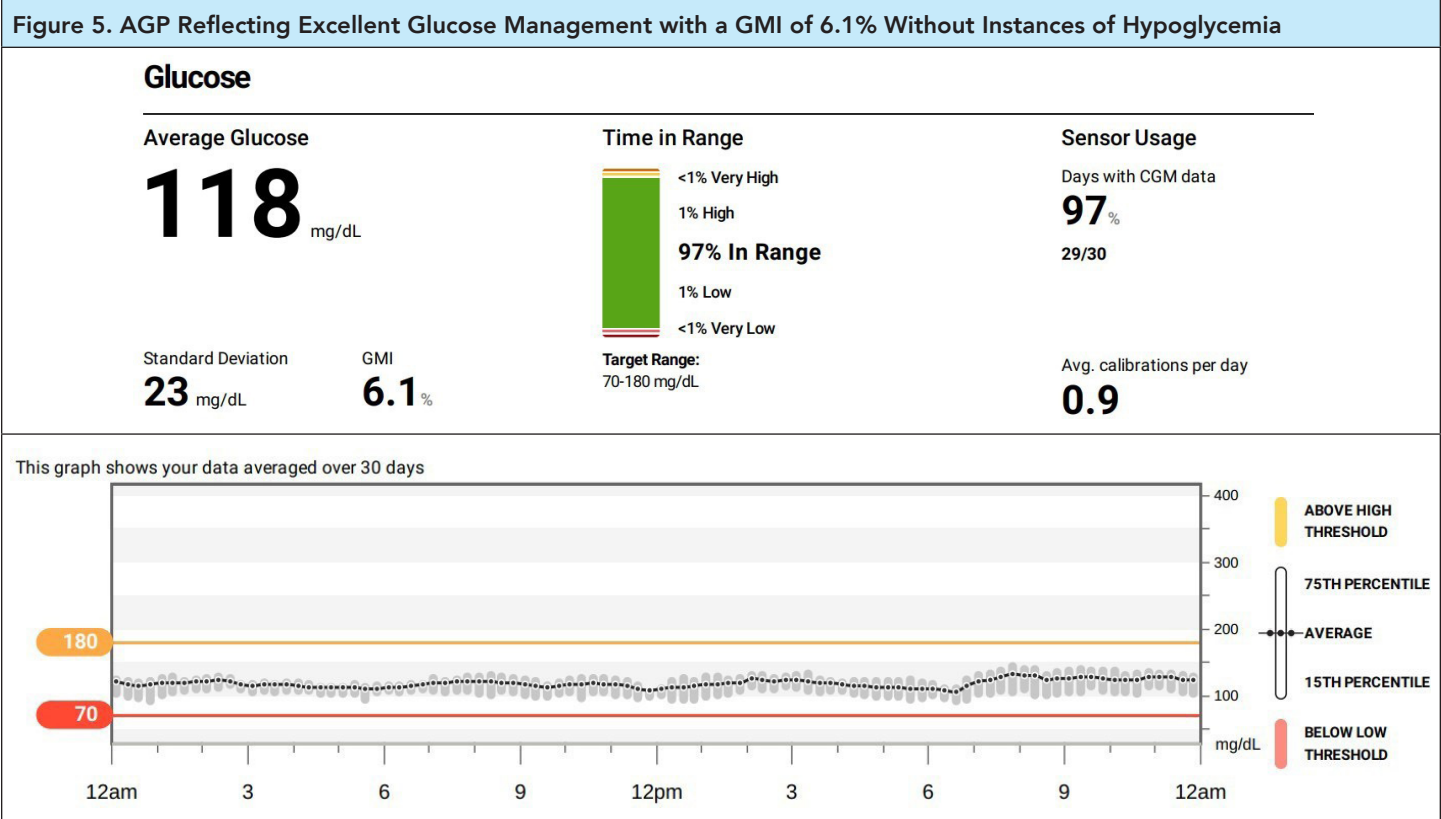 Figure 5. AGP Reflecting Excellent Glucose Management with a GMI of 6.1% Without Instances of Hypoglycemia
Glucose
Average Glucose
118 mg/dL
Standard Deviation
23 mg/dL
GMI
6.1%
Time in Range
<1% Very High
1% High
97% In Range
1% Low
<1% Very Low
Target Range:
70-180 mg/dL
Sensor Usage
Days with CGM data
97%
29/30
Avg. calibrations per day
0.9
This graph shows your data averaged over 30 days
400
300
200
100
mg/dL
180
70
12am 3 6 9 12pm 3 6 9 12am
ABOVE HIGH
THRESHOLD
75TH PERCENTILE
AVERAGE
15TH PERCENTILE
BELOW LOW
THRESHOLD